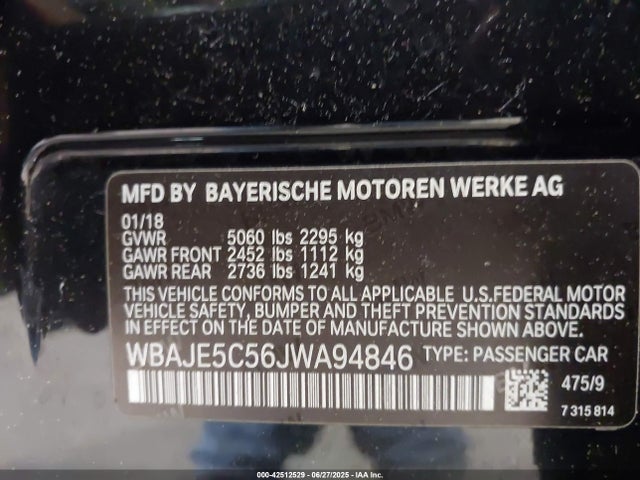 MFD BY BAYERISCHE MOTOREN WERKE AG
01/18
GVWR 5060 lbs 2295 kg
GAWR FRONT 2452 lbs 1112 kg
GAWR REAR 2736 lbs 1241 kg
THIS VEHICLE CONFORMS TO ALL APPLICABLE U.S.FEDERAL MOTOR
VEHICLE SAFETY, BUMPER AND THEFT PREVENTION STANDARDS
IN EFFECT ON THE DATE OF MANUFACTURE SHOWN ABOVE.
WBAJE5C56JWA94846 TYPE: PASSENGER CAR
475/9
7 315 814
000-42512529 - 06/27/2025 - IAAI Inc.